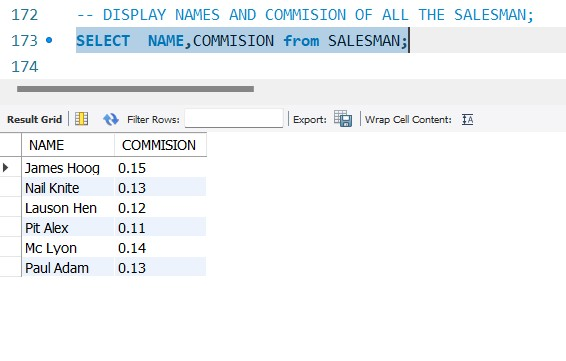 172 -- DISPLAY NAMES AND COMMISION OF ALL THE SALESMAN;
173 SELECT  NAME,COMMISION from SALESMAN;
174
Result Grid Filter Rows: Export: Wrap Cell Content: IA
NAME COMMISION
James Hoog 0.15
Nail Knite 0.13
Lauson Hen 0.12
Pit Alex 0.11
Mc Lyon 0.14
Paul Adam 0.13